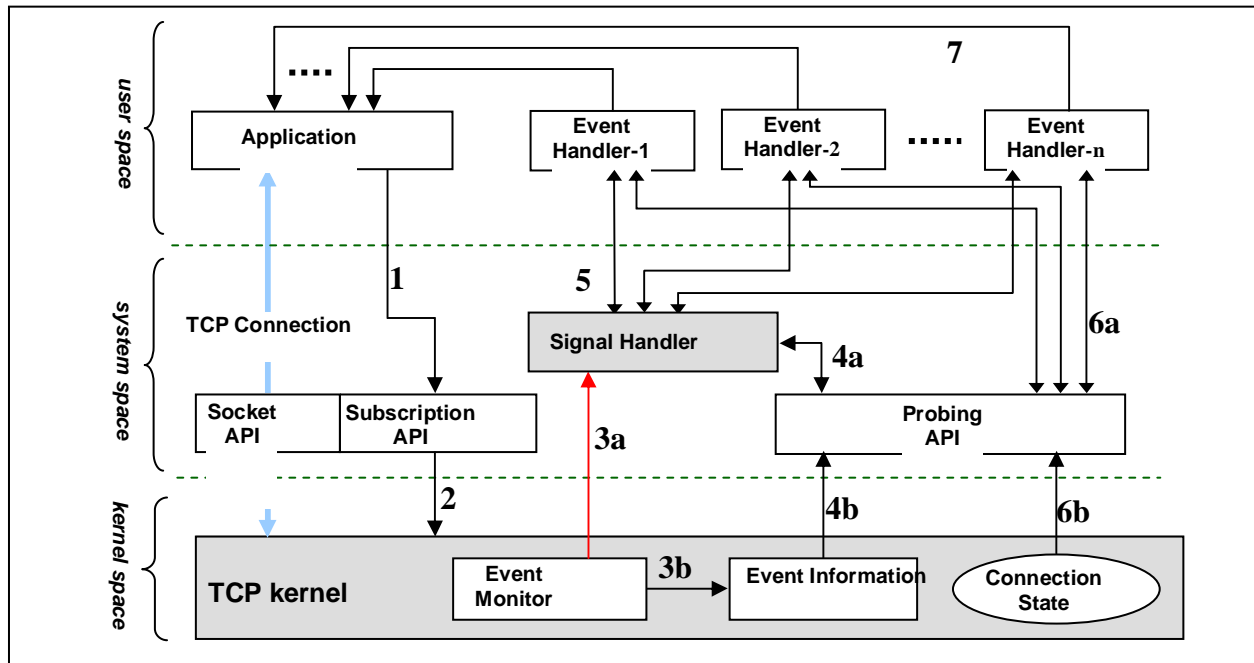 user space
7
....
Application
Event
Handler-1
Event
Handler-2
.....
Event
Handler-n
system space
1
5
TCP Connection
Signal Handler
6a
4a
Socket
API
Subscription
API
3a
Probing
API
kernel space
2
4b
6b
TCP kernel
Event
Monitor
3b
Event Information
Connection
State